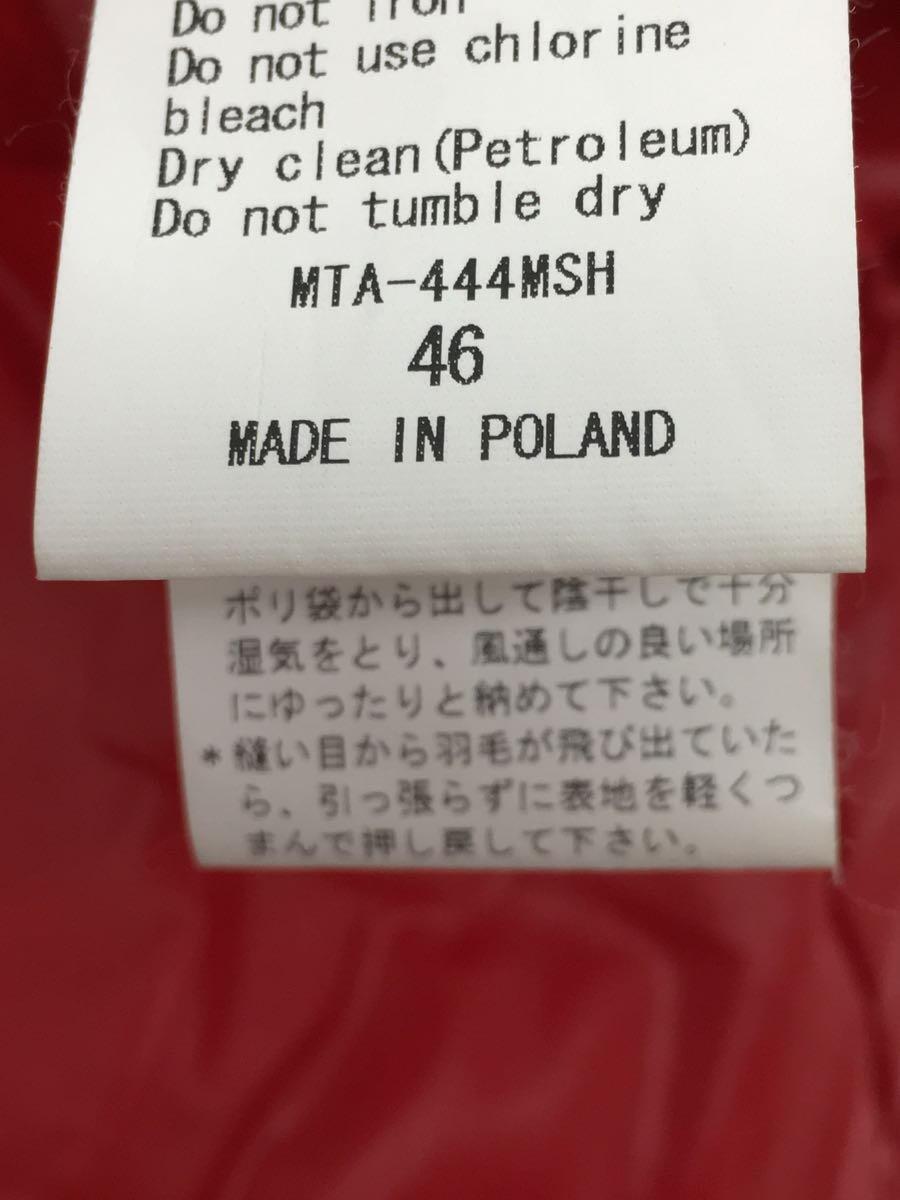 Do not iron
Do not use chlorine
bleach
Dry clean(Petroleum)
Do not tumble dry
MTA-444MSH
46
MADE IN POLAND
ポリ袋から出して陰干しで十分
湿気をとり、風通しの良い場所
にゆったりと納めて下さい。
*縫い目から羽毛が飛び出ていた
ら、引っ張らずに表地を軽くつ
まんで押し戻して下さい。